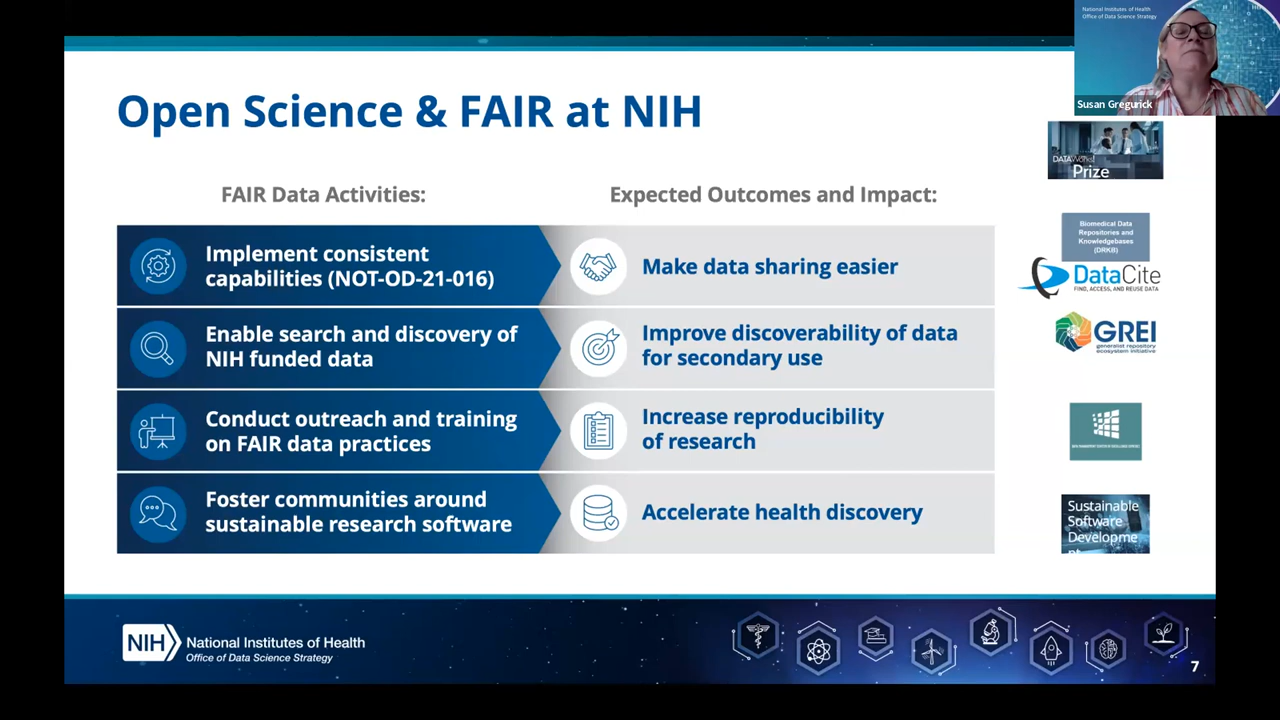 National Institutes of Health
Office of Data Science Strategy
Susan Gregurick
Open Science & FAIR at NIH
FAIR Data Activities:
Expected Outcomes and Impact:
Implement consistent
capabilities (NOT-OD-21-016)
Make data sharing easier
Enable search and discovery of
NIH funded data
Improve discoverability of data
for secondary use
Conduct outreach and training
on FAIR data practices
Increase reproducibility
of research
Foster communities around
sustainable research software
Accelerate health discovery
DATAWorks!
Prize
Biomedical Data
Repositories and
Knowledgebases
(DRKB)
DataCite
FIND, ACCESS, AND REUSE DATA
GREI
generalist repository
ecosystem initiative
Sustainable
Software
Developme
NIH
National Institutes of Health
Office of Data Science Strategy
7